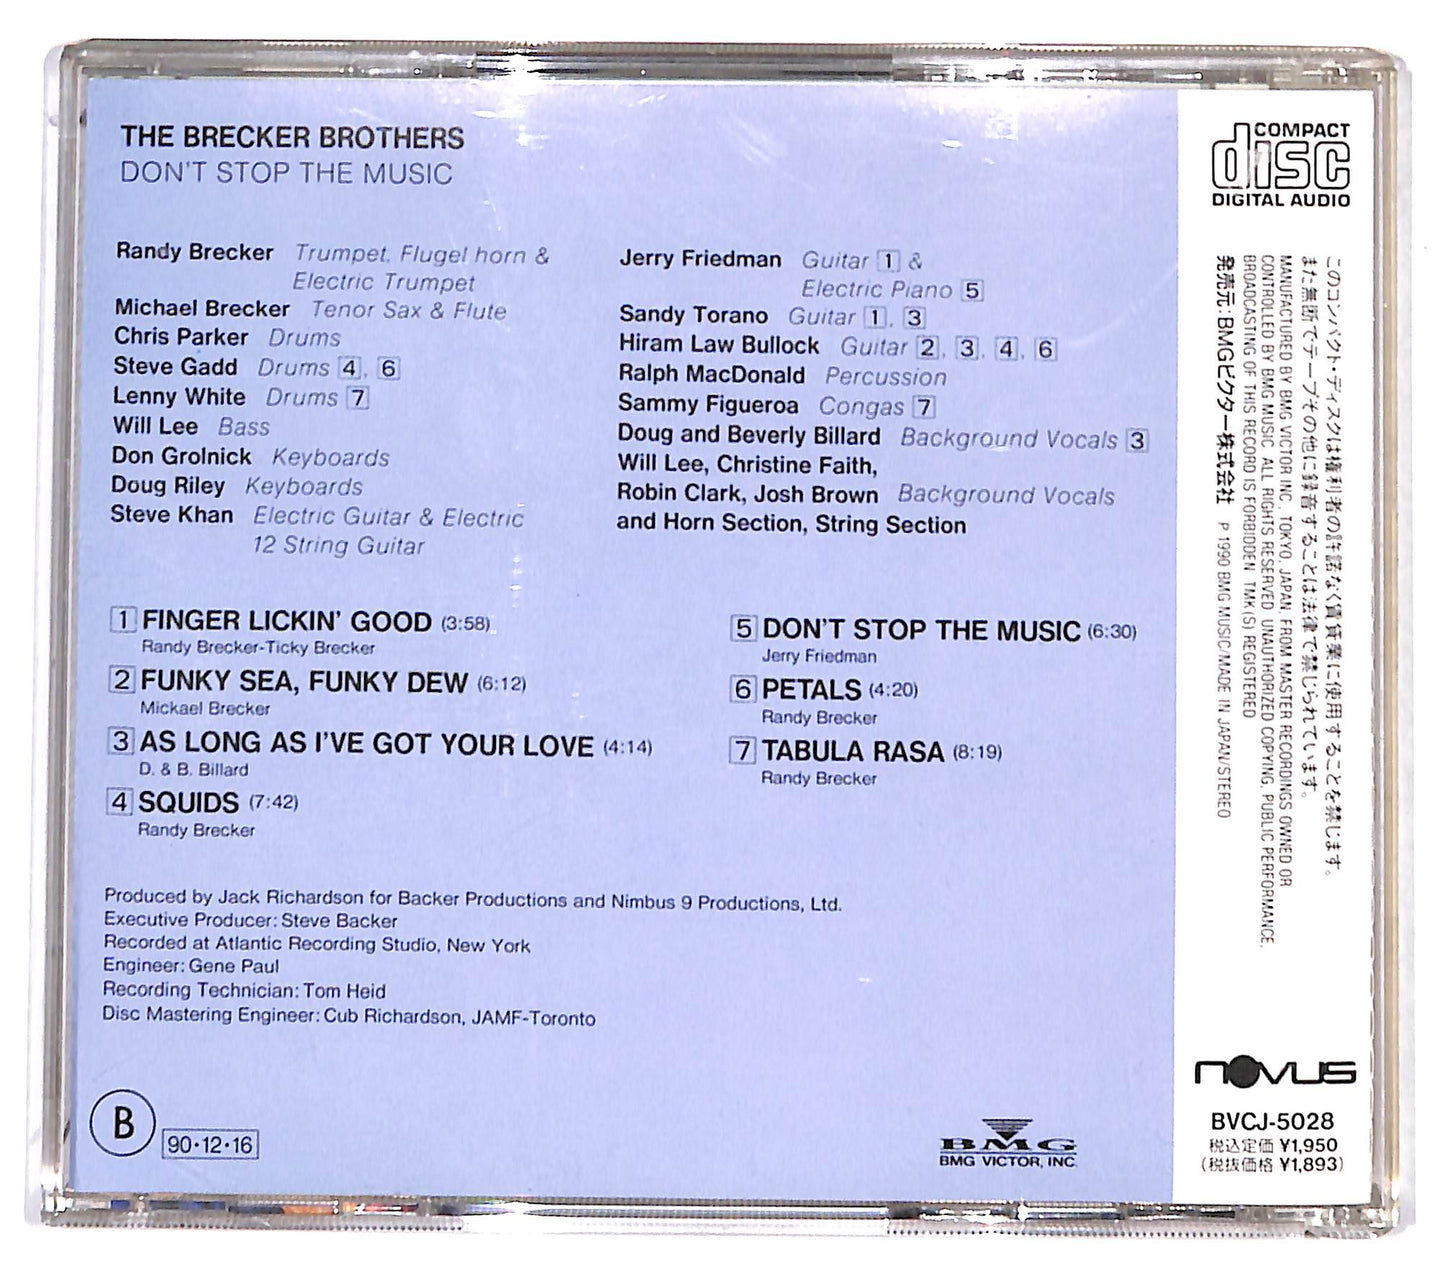 THE BRECKER BROTHERS
DON'T STOP THE MUSIC
Randy Brecker Trumpet, Flugel horn &
Electric Trumpet
Michael Brecker Tenor Sax & Flute
Chris Parker Drums
Steve Gadd Drums 4, 6
Lenny White Drums 7
Will Lee Bass
Don Grolnick Keyboards
Doug Riley Keyboards
Steve Khan Electric Guitar & Electric
12 String Guitar
Jerry Friedman Guitar 1 &
Electric Piano 5
Sandy Torano Guitar 1, 3
Hiram Law Bullock Guitar 2, 3, 4, 6
Ralph MacDonald Percussion
Sammy Figueroa Congas 7
Doug and Beverly Billard Background Vocals 3
Will Lee, Christine Faith,
Robin Clark, Josh Brown Background Vocals
and Horn Section, String Section
1 FINGER LICKIN' GOOD (3:58)
Randy Brecker-Ticky Brecker
2 FUNKY SEA, FUNKY DEW (6:12)
Mickael Brecker
3 AS LONG AS I'VE GOT YOUR LOVE (4:14)
D. & B. Billard
4 SQUIDS (7:42)
Randy Brecker
5 DON'T STOP THE MUSIC (6:30)
Jerry Friedman
6 PETALS (4:20)
Randy Brecker
7 TABULA RASA (8:19)
Randy Brecker
Produced by Jack Richardson for Backer Productions and Nimbus 9 Productions, Ltd.
Executive Producer: Steve Backer
Recorded at Atlantic Recording Studio, New York
Engineer: Gene Paul
Recording Technician: Tom Heid
Disc Mastering Engineer: Cub Richardson, JAMF-Toronto
B
90·12·16
BMG
BMG VICTOR, INC.
COMPACT
disc
DIGITAL AUDIO
このコンパクト・ディスクは権利者の許諾なく賃貸業に使用することを禁じます。
また無断でテープその他に録音することは法律で禁じられています。
MANUFACTURED BY BMG VICTOR INC., TOKYO, JAPAN, FROM MASTER RECORDINGS OWNED OR
CONTROLLED BY BMG MUSIC. ALL RIGHTS RESERVED. UNAUTHORIZED COPYING, PUBLIC PERFORMANCE,
BROADCASTING OF THIS RECORD IS FORBIDDEN. TMK(S) REGISTERED
発売元:BMGビクター株式会社 P 1990 BMG MUSIC/MADE IN JAPAN/STEREO
NOVUS
BVCJ-5028
税込定価 ¥1,950
(税抜価格 ¥1,893)